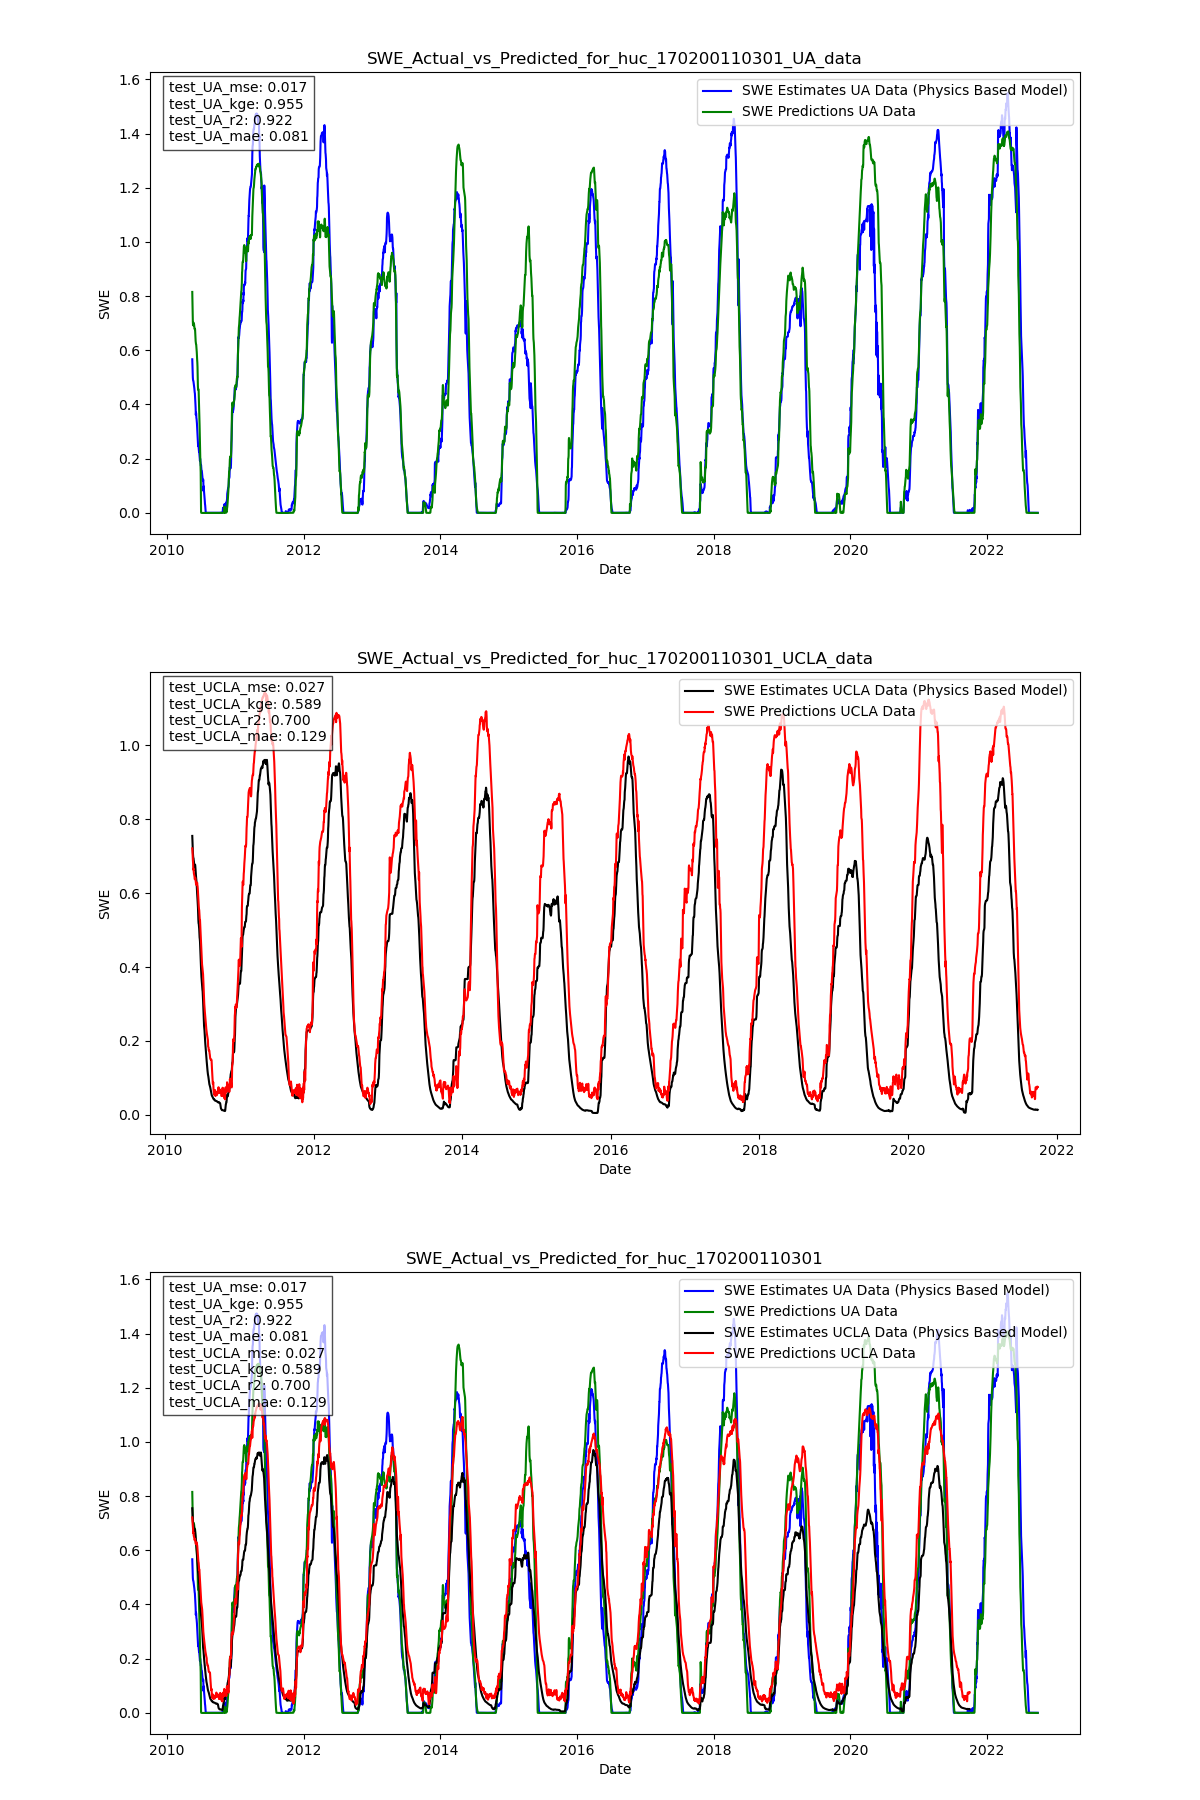 SWE_Actual_vs_Predicted_for_huc_170200110301_UA_data
test_UA_mse: 0.017
test_UA_kge: 0.955
test_UA_r2: 0.922
test_UA_mae: 0.081
SWE Estimates UA Data (Physics Based Model)
SWE Predictions UA Data
1.6
1.4
1.2
1.0
0.8
0.6
0.4
0.2
0.0
SWE
2010 2012 2014 2016 2018 2020 2022
Date
SWE_Actual_vs_Predicted_for_huc_170200110301_UCLA_data
test_UCLA_mse: 0.027
test_UCLA_kge: 0.589
test_UCLA_r2: 0.700
test_UCLA_mae: 0.129
SWE Estimates UCLA Data (Physics Based Model)
SWE Predictions UCLA Data
1.0
0.8
0.6
0.4
0.2
0.0
SWE
2010 2012 2014 2016 2018 2020 2022
Date
SWE_Actual_vs_Predicted_for_huc_170200110301
test_UA_mse: 0.017
test_UA_kge: 0.955
test_UA_r2: 0.922
test_UA_mae: 0.081
test_UCLA_mse: 0.027
test_UCLA_kge: 0.589
test_UCLA_r2: 0.700
test_UCLA_mae: 0.129
SWE Estimates UA Data (Physics Based Model)
SWE Predictions UA Data
SWE Estimates UCLA Data (Physics Based Model)
SWE Predictions UCLA Data
1.6
1.4
1.2
1.0
0.8
0.6
0.4
0.2
0.0
SWE
2010 2012 2014 2016 2018 2020 2022
Date